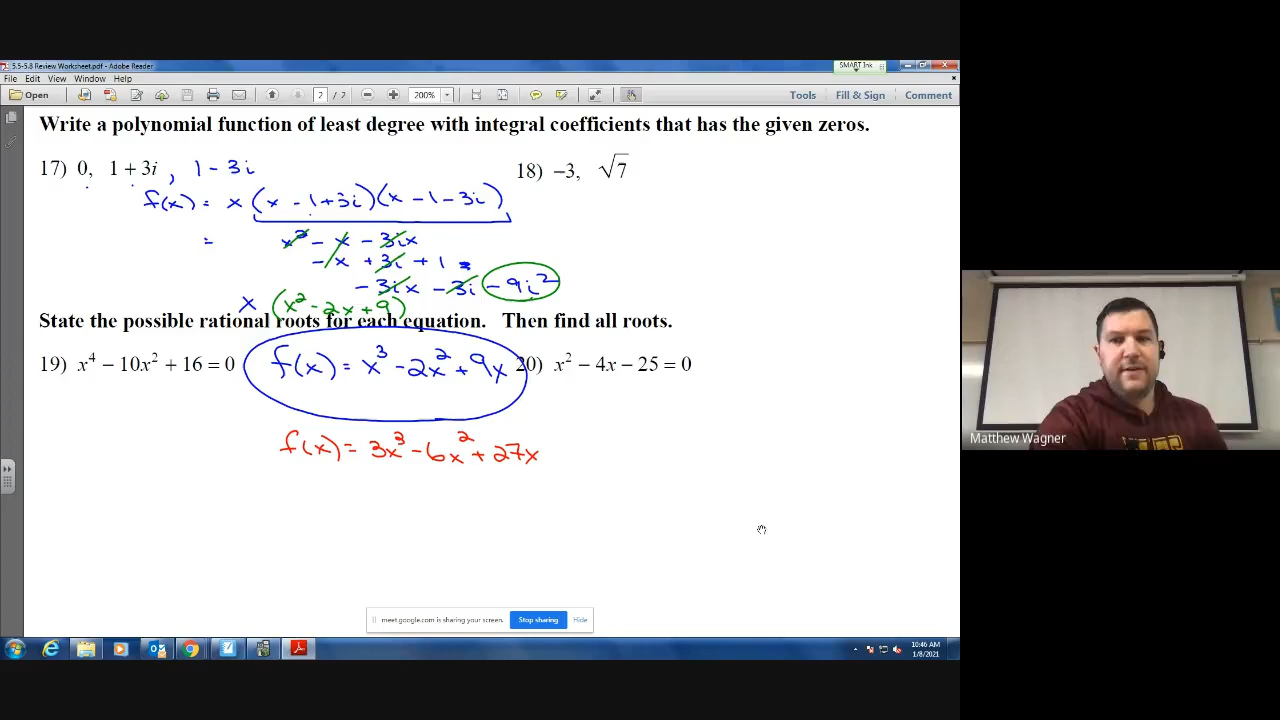 5.5-5.8 Review Worksheet.pdf - Adobe Reader
SMART Ink
File Edit View Window Help
Open 2 / 2 200% Tools Fill & Sign Comment
Write a polynomial function of least degree with integral coefficients that has the given zeros.
17) 0, 1 + 3i , 1 - 3i
18) −3, √7
f(x) = x (x - 1+3i)(x - 1 - 3i)
= x² - x - 3ix
- x + 3i + 1
- 3ix - 3i - 9i²
x (x² - 2x + 9)
State the possible rational roots for each equation. Then find all roots.
19) x⁴ − 10x² + 16 = 0
f(x) = x³ - 2x² + 9x
20) x² − 4x − 25 = 0
f(x) = 3x³ - 6x² + 27x
Matthew Wagner
meet.google.com is sharing your screen. Stop sharing Hide
10:46 AM
1/8/2021